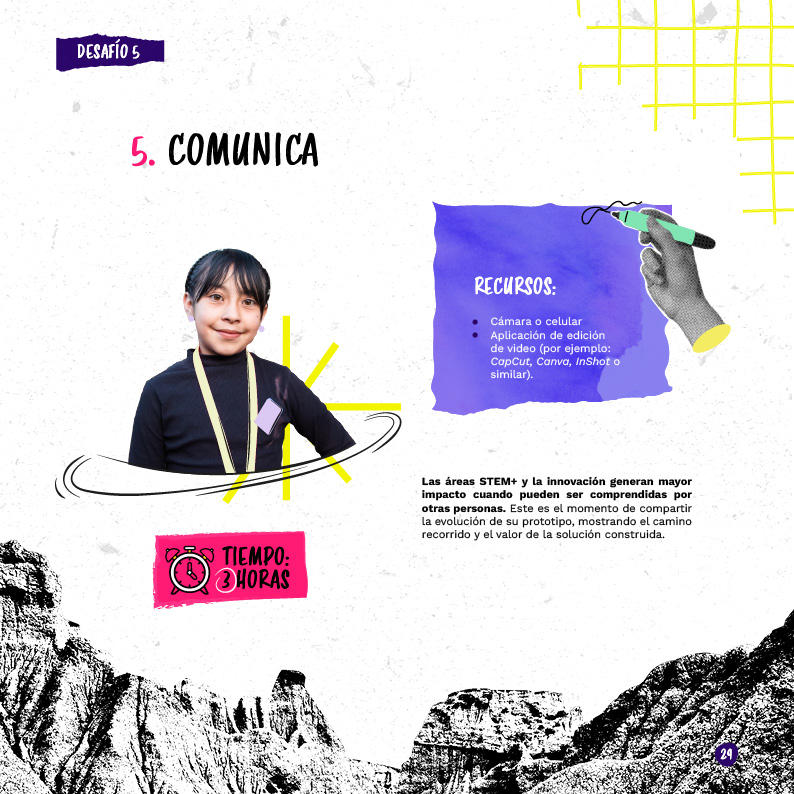 DESAFÍO 5
5. COMUNICA
RECURSOS:
• Cámara o celular
• Aplicación de edición
de video (por ejemplo:
CapCut, Canva, InShot o
similar).
Las áreas STEM+ y la innovación generan mayor
impacto cuando pueden ser comprendidas por
otras personas. Este es el momento de compartir
la evolución de su prototipo, mostrando el camino
recorrido y el valor de la solución construida.
TIEMPO:
3 HORAS
29